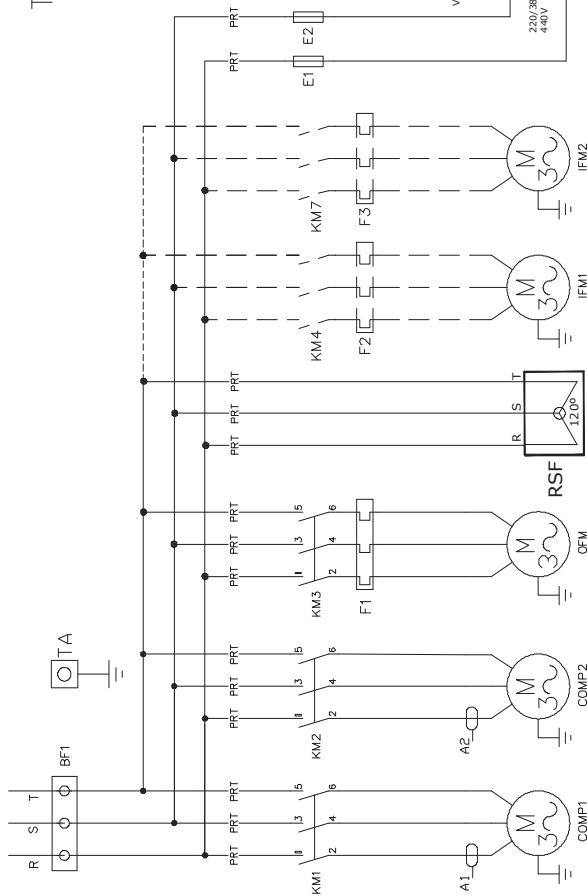 R S T
BF1
TA
PRT PRT PRT
1 3 5
KM1
2 4 6
A1
M
3
COMP1
PRT PRT PRT
1 3 5
KM2
2 4 6
A2
M
3
COMP2
PRT PRT PRT
1 3 5
KM3
2 4 6
F1
M
3
OFM
PRT PRT PRT
R S T
RSF
120º
KM4
F2
M
3
IFM1
KM7
F3
M
3
IFM2
PRT PRT
E1 E2
220/38
440V